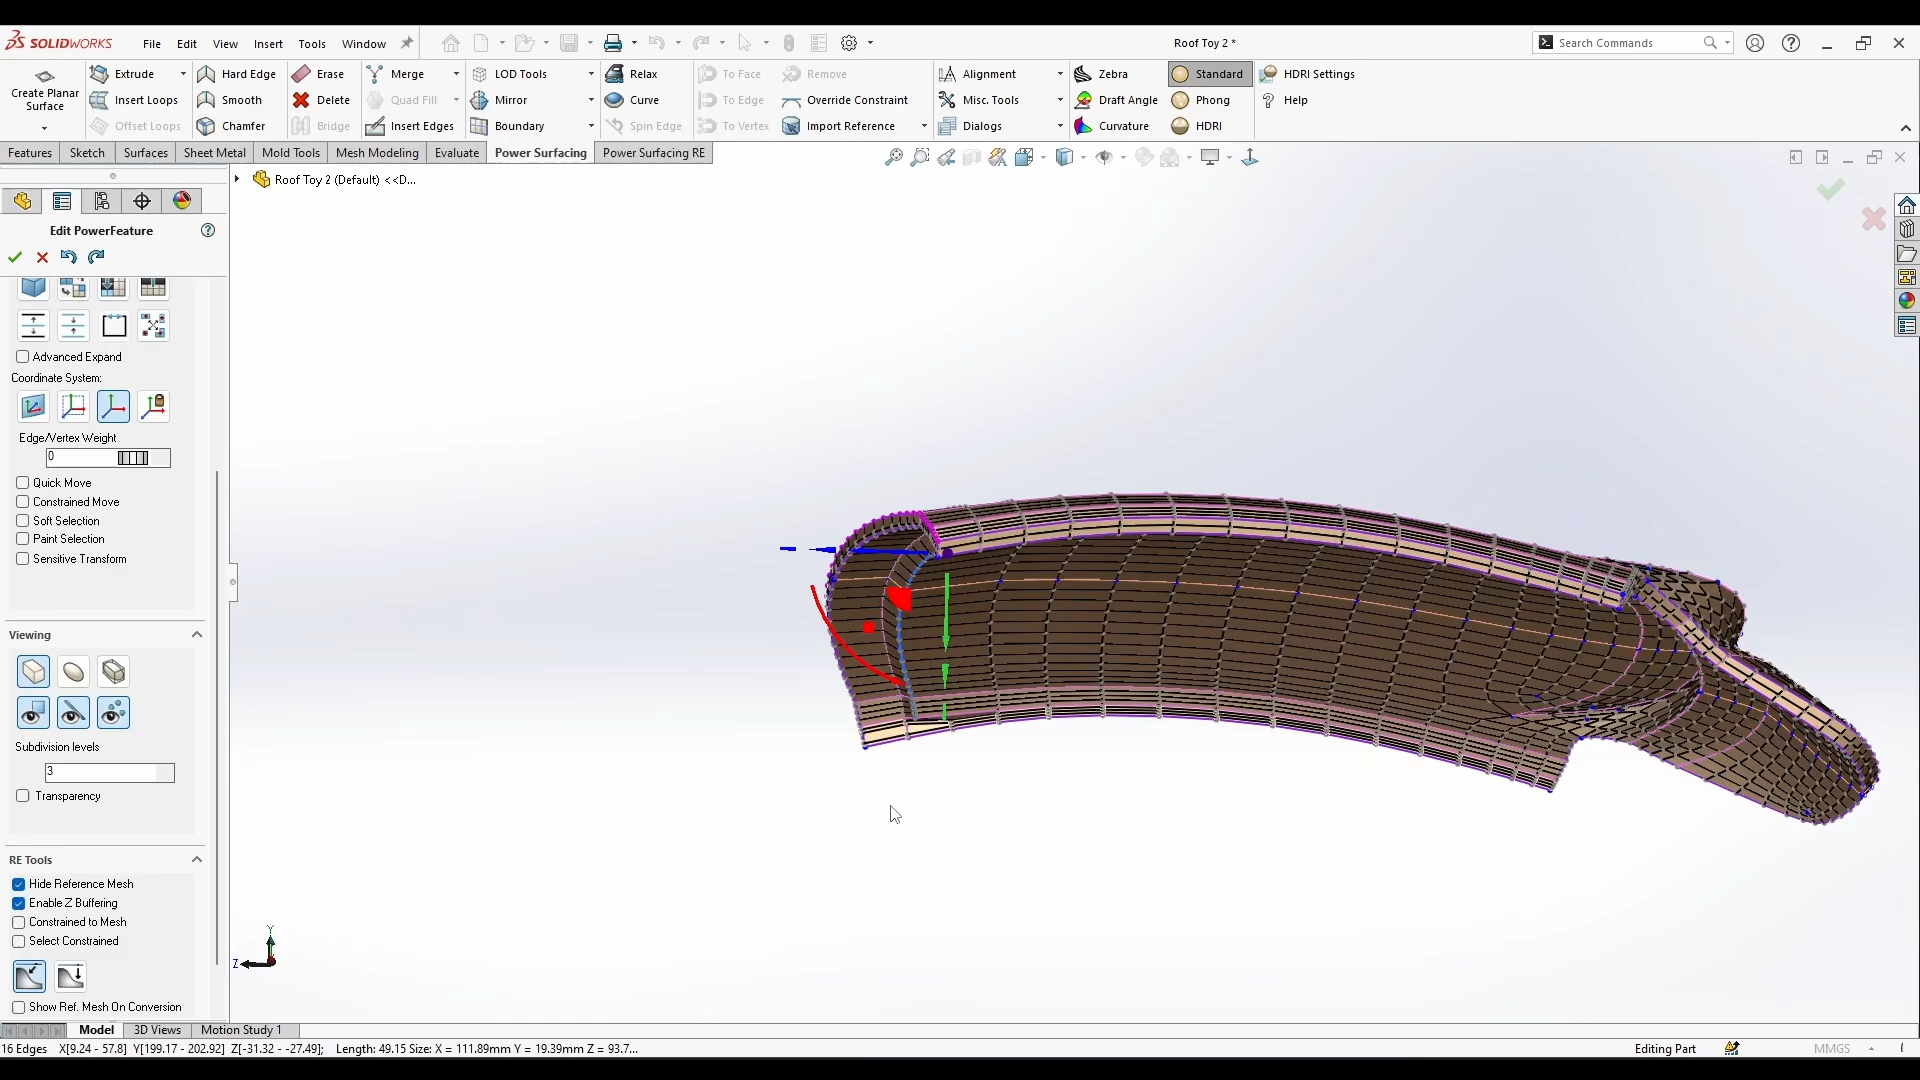 SOLIDWORKS File Edit View Insert Tools Window Roof Toy 2 * Search Commands
Create Planar Surface
Extrude Hard Edge Erase Merge LOD Tools Relax To Face Remove Alignment Zebra Standard HDRI Settings
Insert Loops Smooth Delete Quad Fill Mirror Curve To Edge Override Constraint Misc. Tools Draft Angle Phong Help
Offset Loops Chamfer Bridge Insert Edges Boundary Spin Edge To Vertex Import Reference Dialogs Curvature HDRI
Features Sketch Surfaces Sheet Metal Mold Tools Mesh Modeling Evaluate Power Surfacing Power Surfacing RE
Roof Toy 2 (Default) <<D...
Edit PowerFeature
Advanced Expand
Coordinate System:
Edge/Vertex Weight
0
Quick Move
Constrained Move
Soft Selection
Paint Selection
Sensitive Transform
Viewing
Subdivision levels
3
Transparency
RE Tools
Hide Reference Mesh
Enable Z Buffering
Constrained to Mesh
Select Constrained
Show Ref. Mesh On Conversion
Y
Z
Model 3D Views Motion Study 1
16 Edges X[9.24 - 57.8] Y[199.17 - 202.92] Z[-31.32 - -27.49]; Length: 49.15 Size: X = 111.89mm Y = 19.39mm Z = 93.7... Editing Part MMGS